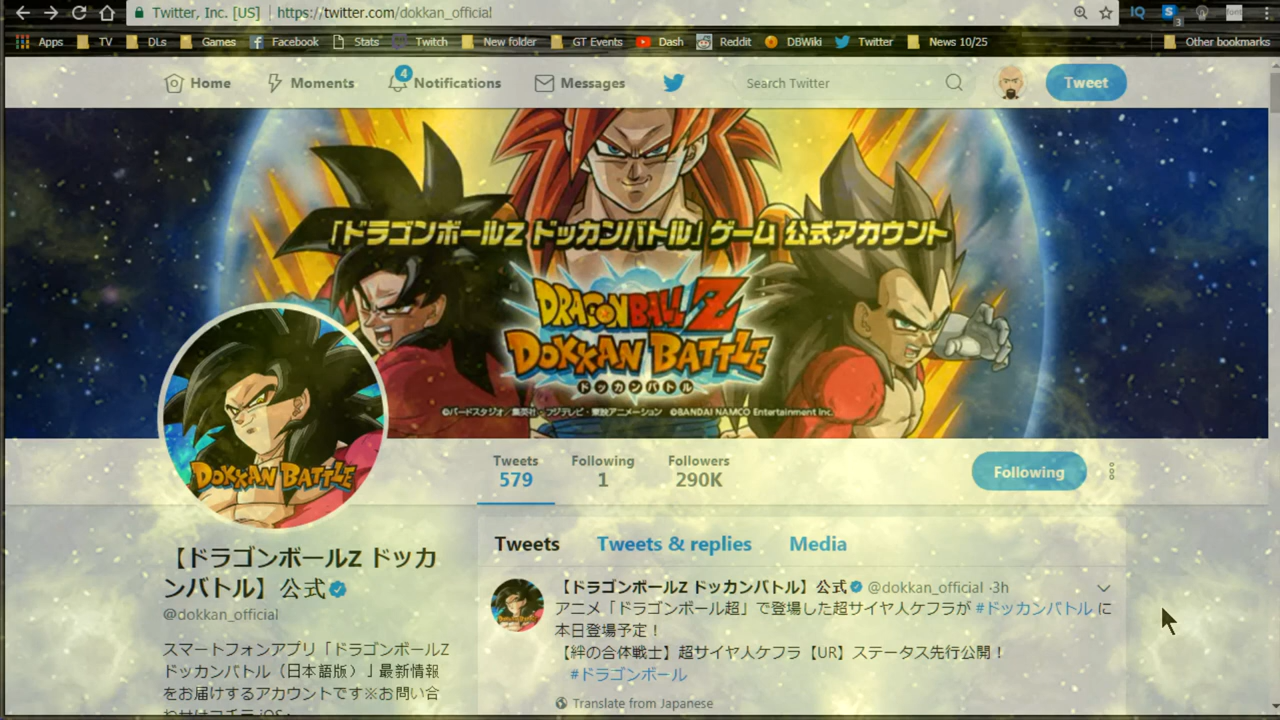 Twitter, Inc. [US] https://twitter.com/dokkan_official
IQ S 3
Apps TV DLs Games Facebook Stats Twitch New folder GT Events Dash Reddit DBWiki Twitter News 10/25 Other bookmarks
Home Moments 4 Notifications Messages Search Twitter Tweet
「ドラゴンボールZ ドッカンバトル」ゲーム 公式アカウント
DRAGON BALL Z
DOKKAN BATTLE
ドッカンバトル
©バードスタジオ／集英社・フジテレビ・東映アニメーション ©BANDAI NAMCO Entertainment Inc.
DOKKAN BATTLE
Tweets Following Followers
579 1 290K
Following
Tweets Tweets & replies Media
【ドラゴンボールZ ドッカ
ンバトル】公式
@dokkan_official
スマートフォンアプリ「ドラゴンボールZ
ドッカンバトル（日本語版）」最新情報
をお届けするアカウントです※お問い合
わせはコチラ iOS :
【ドラゴンボールZ ドッカンバトル】公式 @dokkan_official · 3h
アニメ「ドラゴンボール超」で登場した超サイヤ人ケフラが #ドッカンバトル に
本日登場予定！
【絆の合体戦士】超サイヤ人ケフラ【UR】ステータス先行公開！
#ドラゴンボール
Translate from Japanese